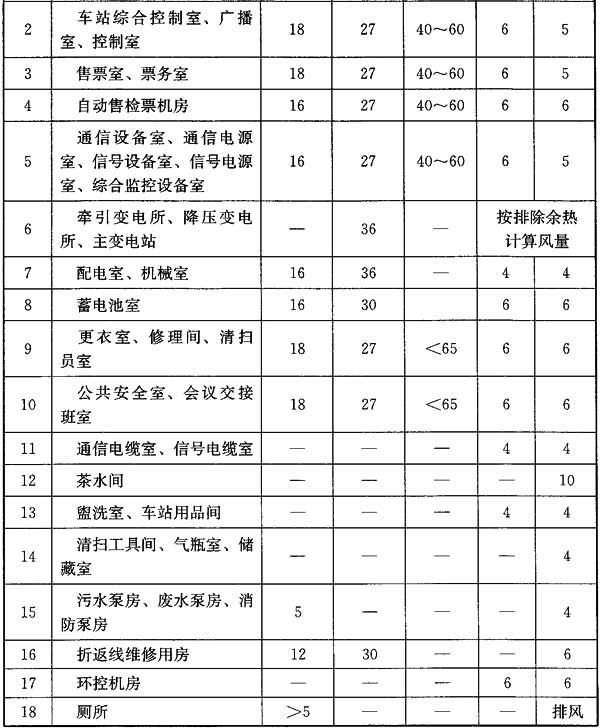 2 车站综合控制室、广播室、控制室 18 27 40～60 6 5
3 售票室、票务室 18 27 40～60 6 5
4 自动售检票机房 16 27 40～60 6 6
5 通信设备室、通信电源室、信号设备室、信号电源室、综合监控设备室 16 27 40～60 6 5
6 牵引变电所、降压变电所、主变电站 — 36 — 按排除余热计算风量
7 配电室、机械室 16 36 — 4 4
8 蓄电池室 16 30 6 6
9 更衣室、修理间、清扫员室 18 27 <65 6 6
10 公共安全室、会议交接班室 18 27 <65 6 6
11 通信电缆室、信号电缆室 — — — 4 4
12 茶水间 — — — — 10
13 盥洗室、车站用品间 — — — 4 4
14 清扫工具间、气瓶室、储藏室 — — — — 4
15 污水泵房、废水泵房、消防泵房 5 — — — 4
16 折返线维修用房 12 30 — — 6
17 环控机房 — — — 6 6
18 厕所 >5 — — — 排风